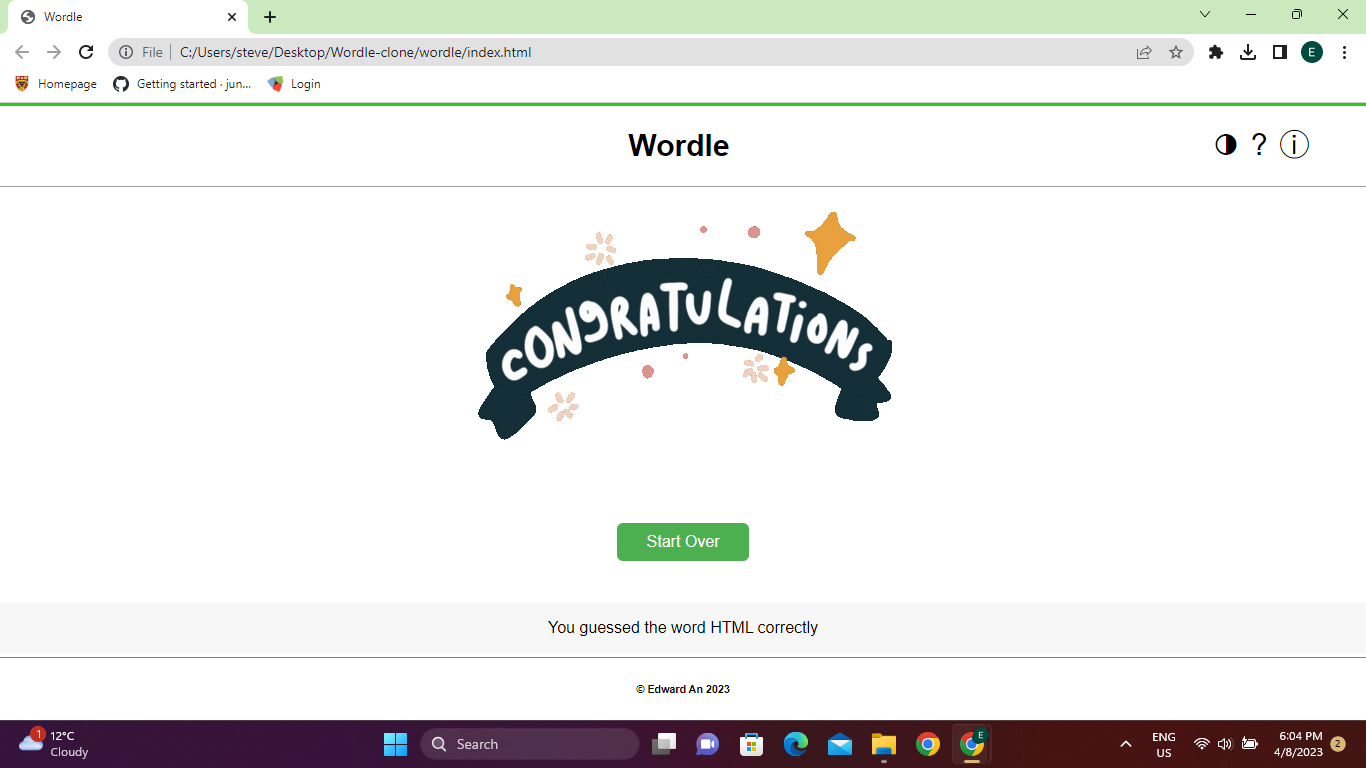 Wordle
File C:/Users/steve/Desktop/Wordle-clone/wordle/index.html
E
Homepage Getting started · jun... Login
Wordle ? i
CONGRATULATIONS
Start Over
You guessed the word HTML correctly
© Edward An 2023
1 12°C
Cloudy
Search
E
ENG
US
6:04 PM
4/8/2023
2